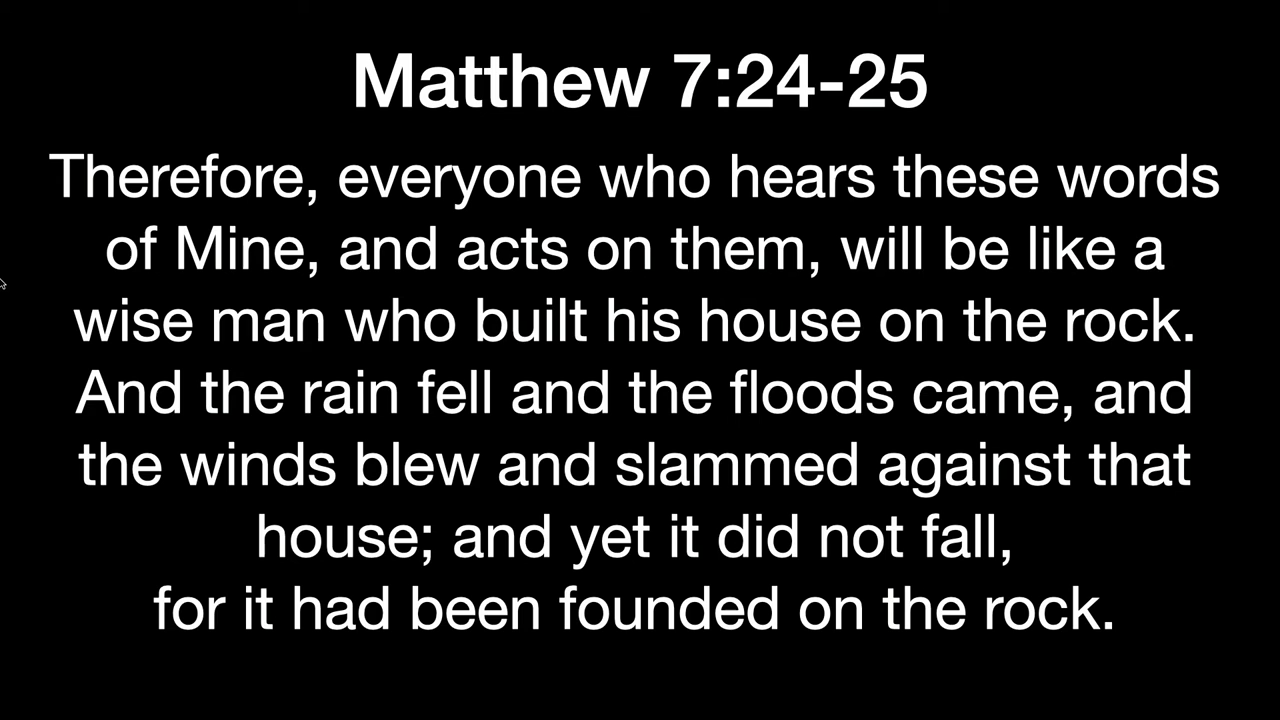 Matthew 7:24-25
Therefore, everyone who hears these words
of Mine, and acts on them, will be like a
wise man who built his house on the rock.
And the rain fell and the floods came, and
the winds blew and slammed against that
house; and yet it did not fall,
for it had been founded on the rock.